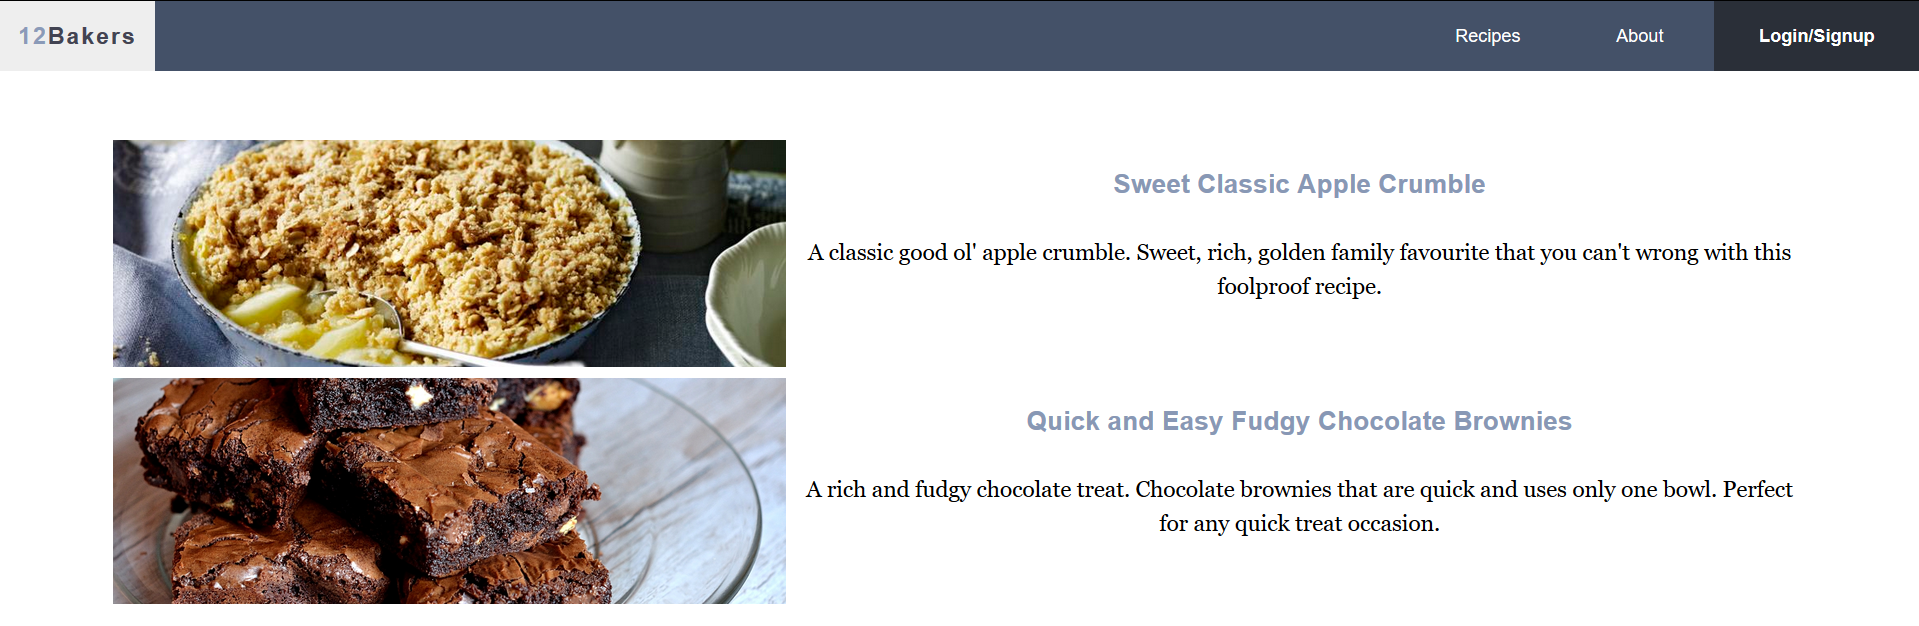 12Bakers
Recipes
About
Login/Signup
Sweet Classic Apple Crumble
A classic good ol' apple crumble. Sweet, rich, golden family favourite that you can't wrong with this
foolproof recipe.
Quick and Easy Fudgy Chocolate Brownies
A rich and fudgy chocolate treat. Chocolate brownies that are quick and uses only one bowl. Perfect
for any quick treat occasion.